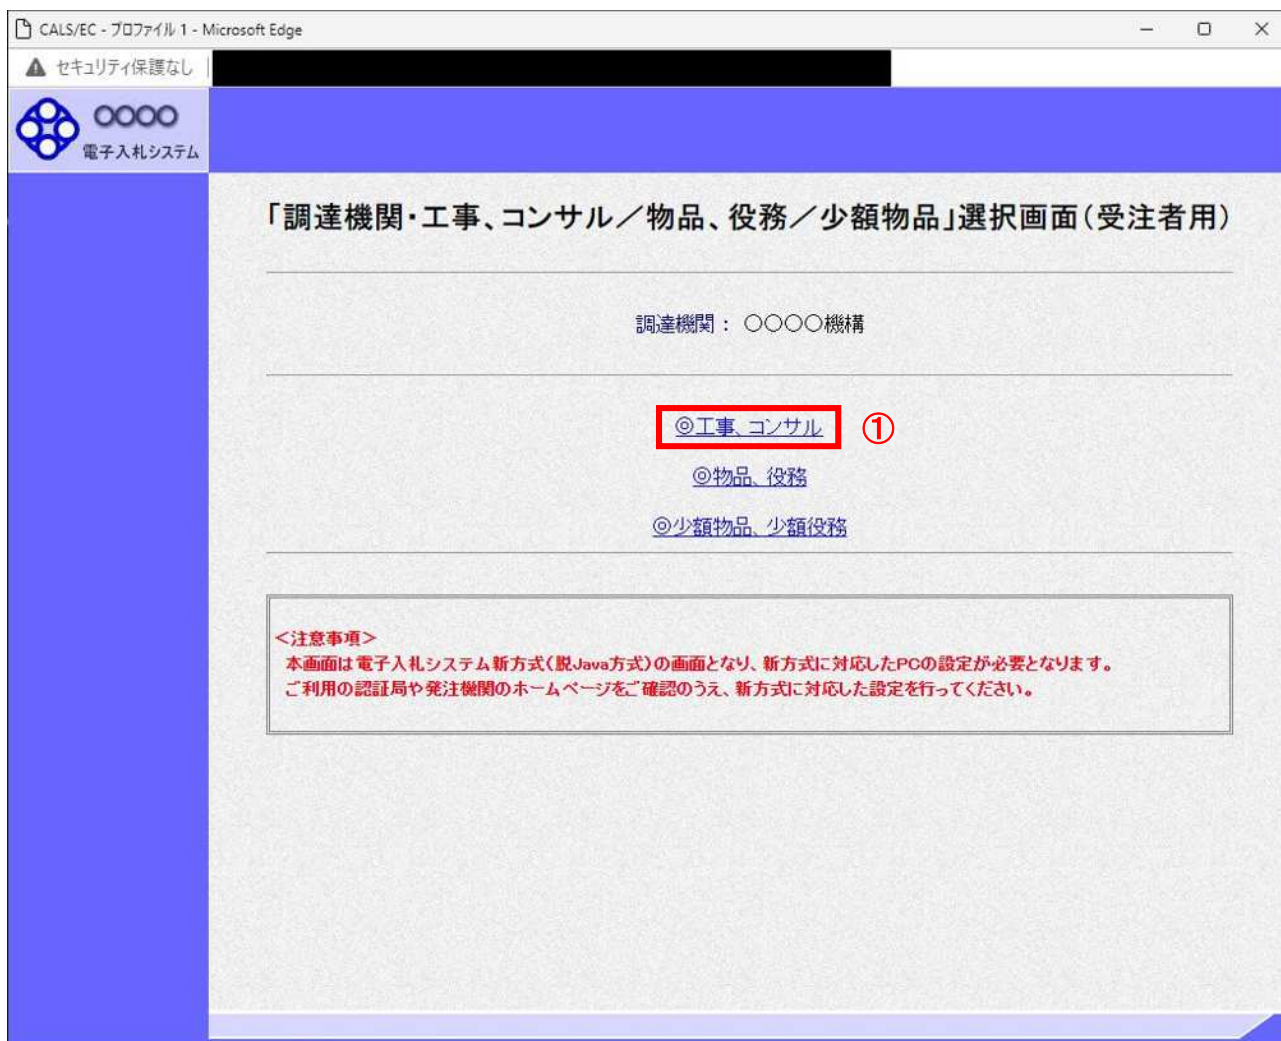 CALS/EC - プロファイル 1 - Microsoft Edge
セキュリティ保護なし
〇〇〇〇
電子入札システム
「調達機関・工事、コンサル／物品、役務／少額物品」選択画面（受注者用）
調達機関： 〇〇〇〇機構
◎工事、コンサル ①
◎物品、役務
◎少額物品、少額役務
＜注意事項＞
本画面は電子入札システム新方式（脱Java方式）の画面となり、新方式に対応したPCの設定が必要となります。
ご利用の認証局や発注機関のホームページをご確認のうえ、新方式に対応した設定を行ってください。